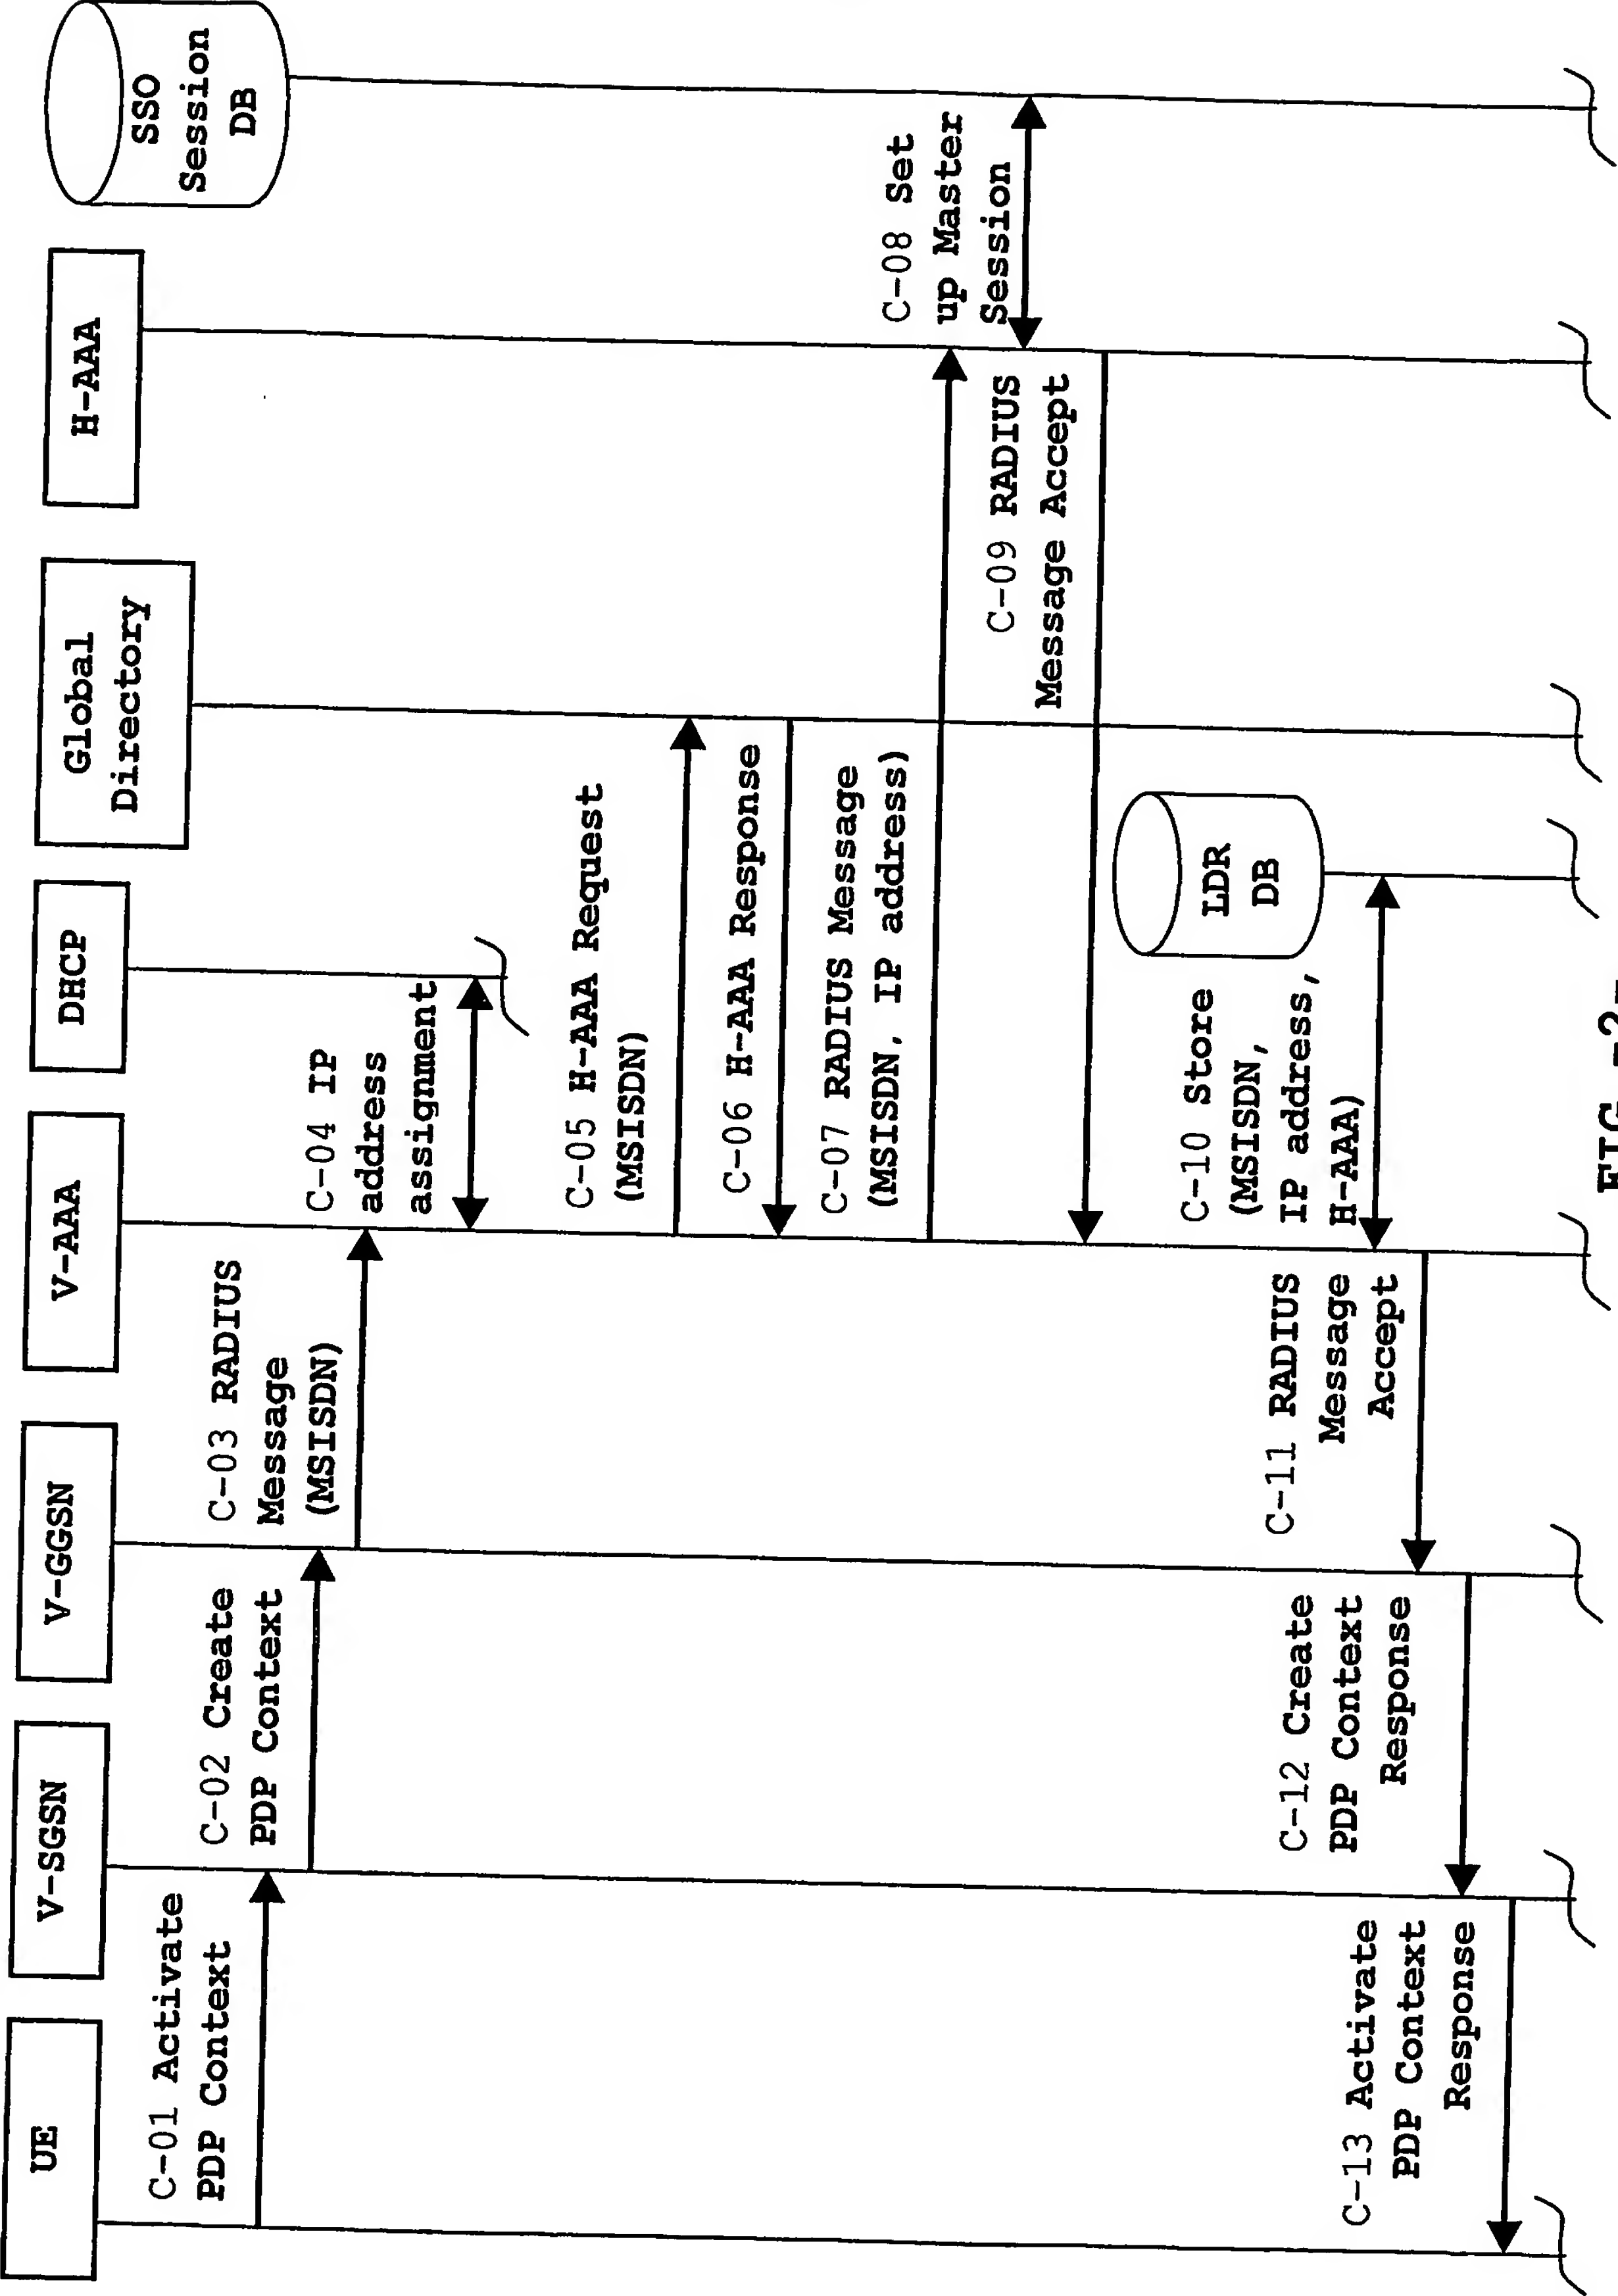 UE
V-SGSN
V-GGSN
V-AAA
DHCP
Global
Directory
H-AAA
SSO
Session
DB
C-01 Activate
PDP Context
C-02 Create
PDP Context
C-03 RADIUS
Message
(MSISDN)
C-04 IP
address
assignment
C-05 H-AAA Request
(MSISDN)
C-06 H-AAA Response
C-07 RADIUS Message
(MSISDN, IP address)
C-08 Set
up Master
Session
C-09 RADIUS
Message Accept
LDR
DB
C-10 Store
(MSISDN,
IP address,
H-AAA)
C-11 RADIUS
Message
Accept
C-12 Create
PDP Context
Response
C-13 Activate
PDP Context
Response